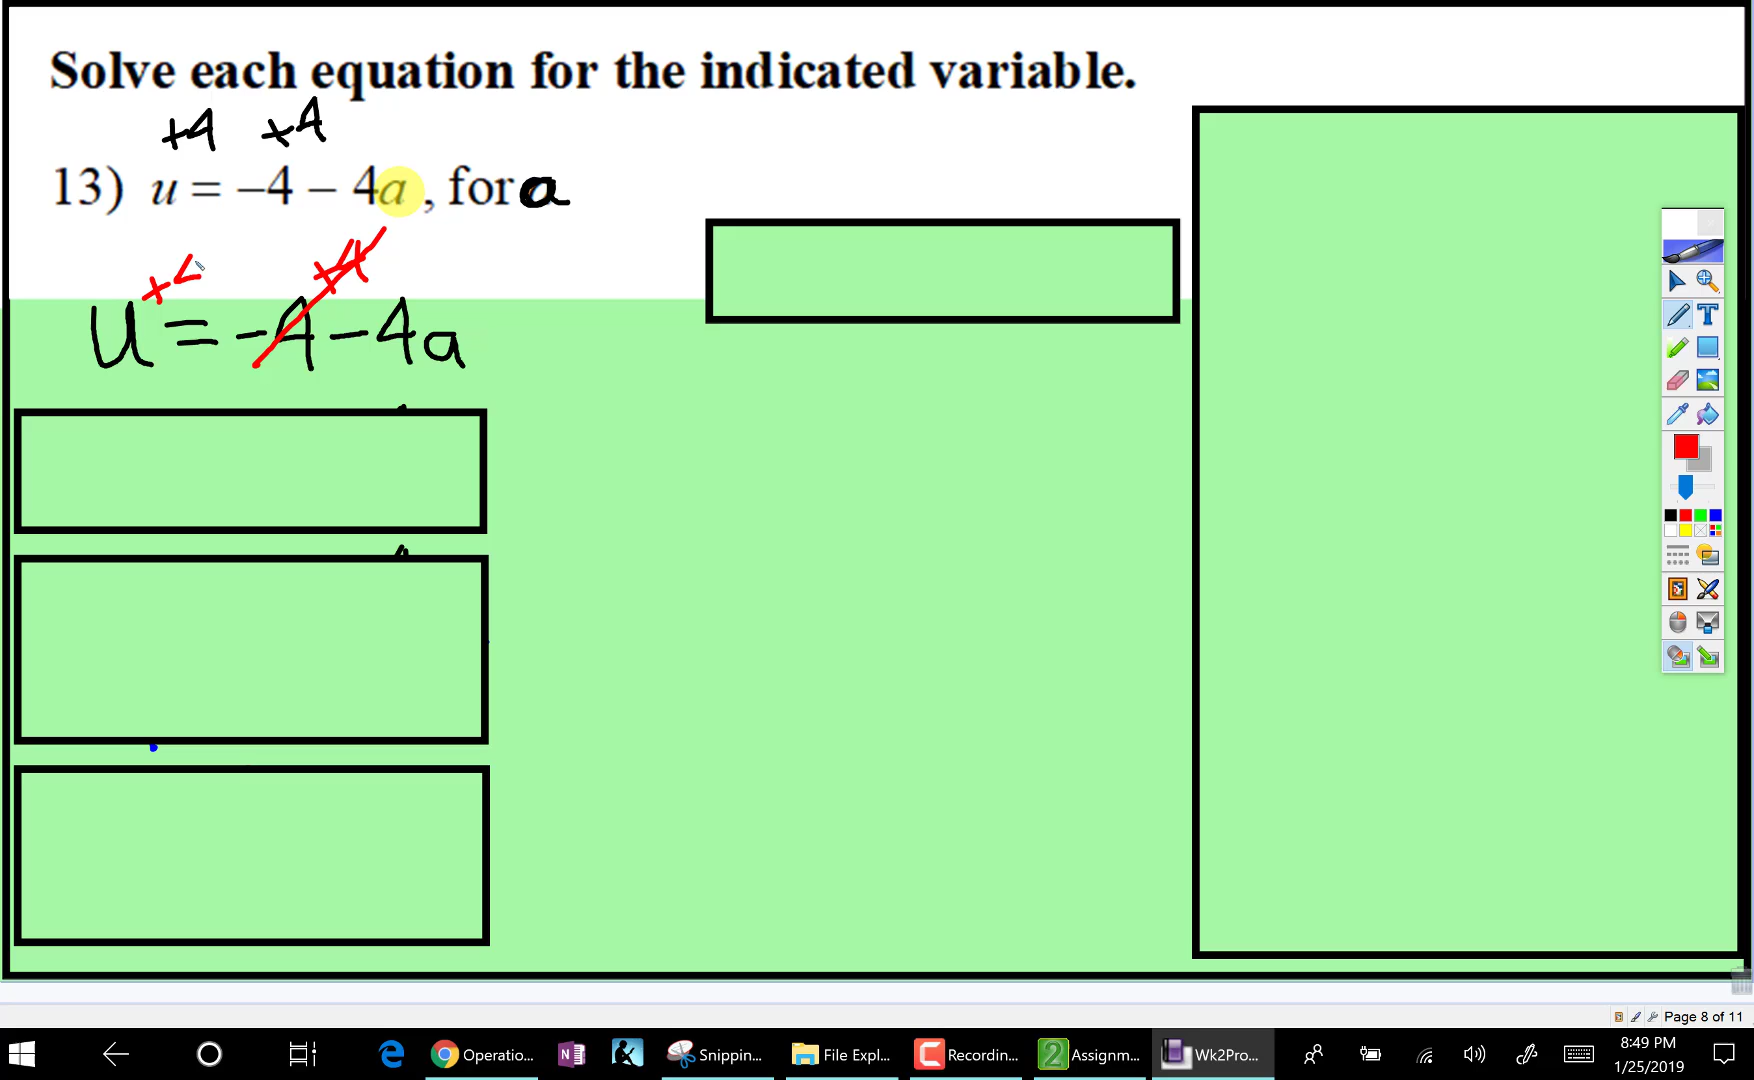 Solve each equation for the indicated variable.
+4 +4
13) u = –4 – 4a , for a
+4
u = -4 - 4a
Page 8 of 11
Operatio...
Snippin...
File Expl...
Recordin...
Assignm...
Wk2Pro...
8:49 PM
1/25/2019